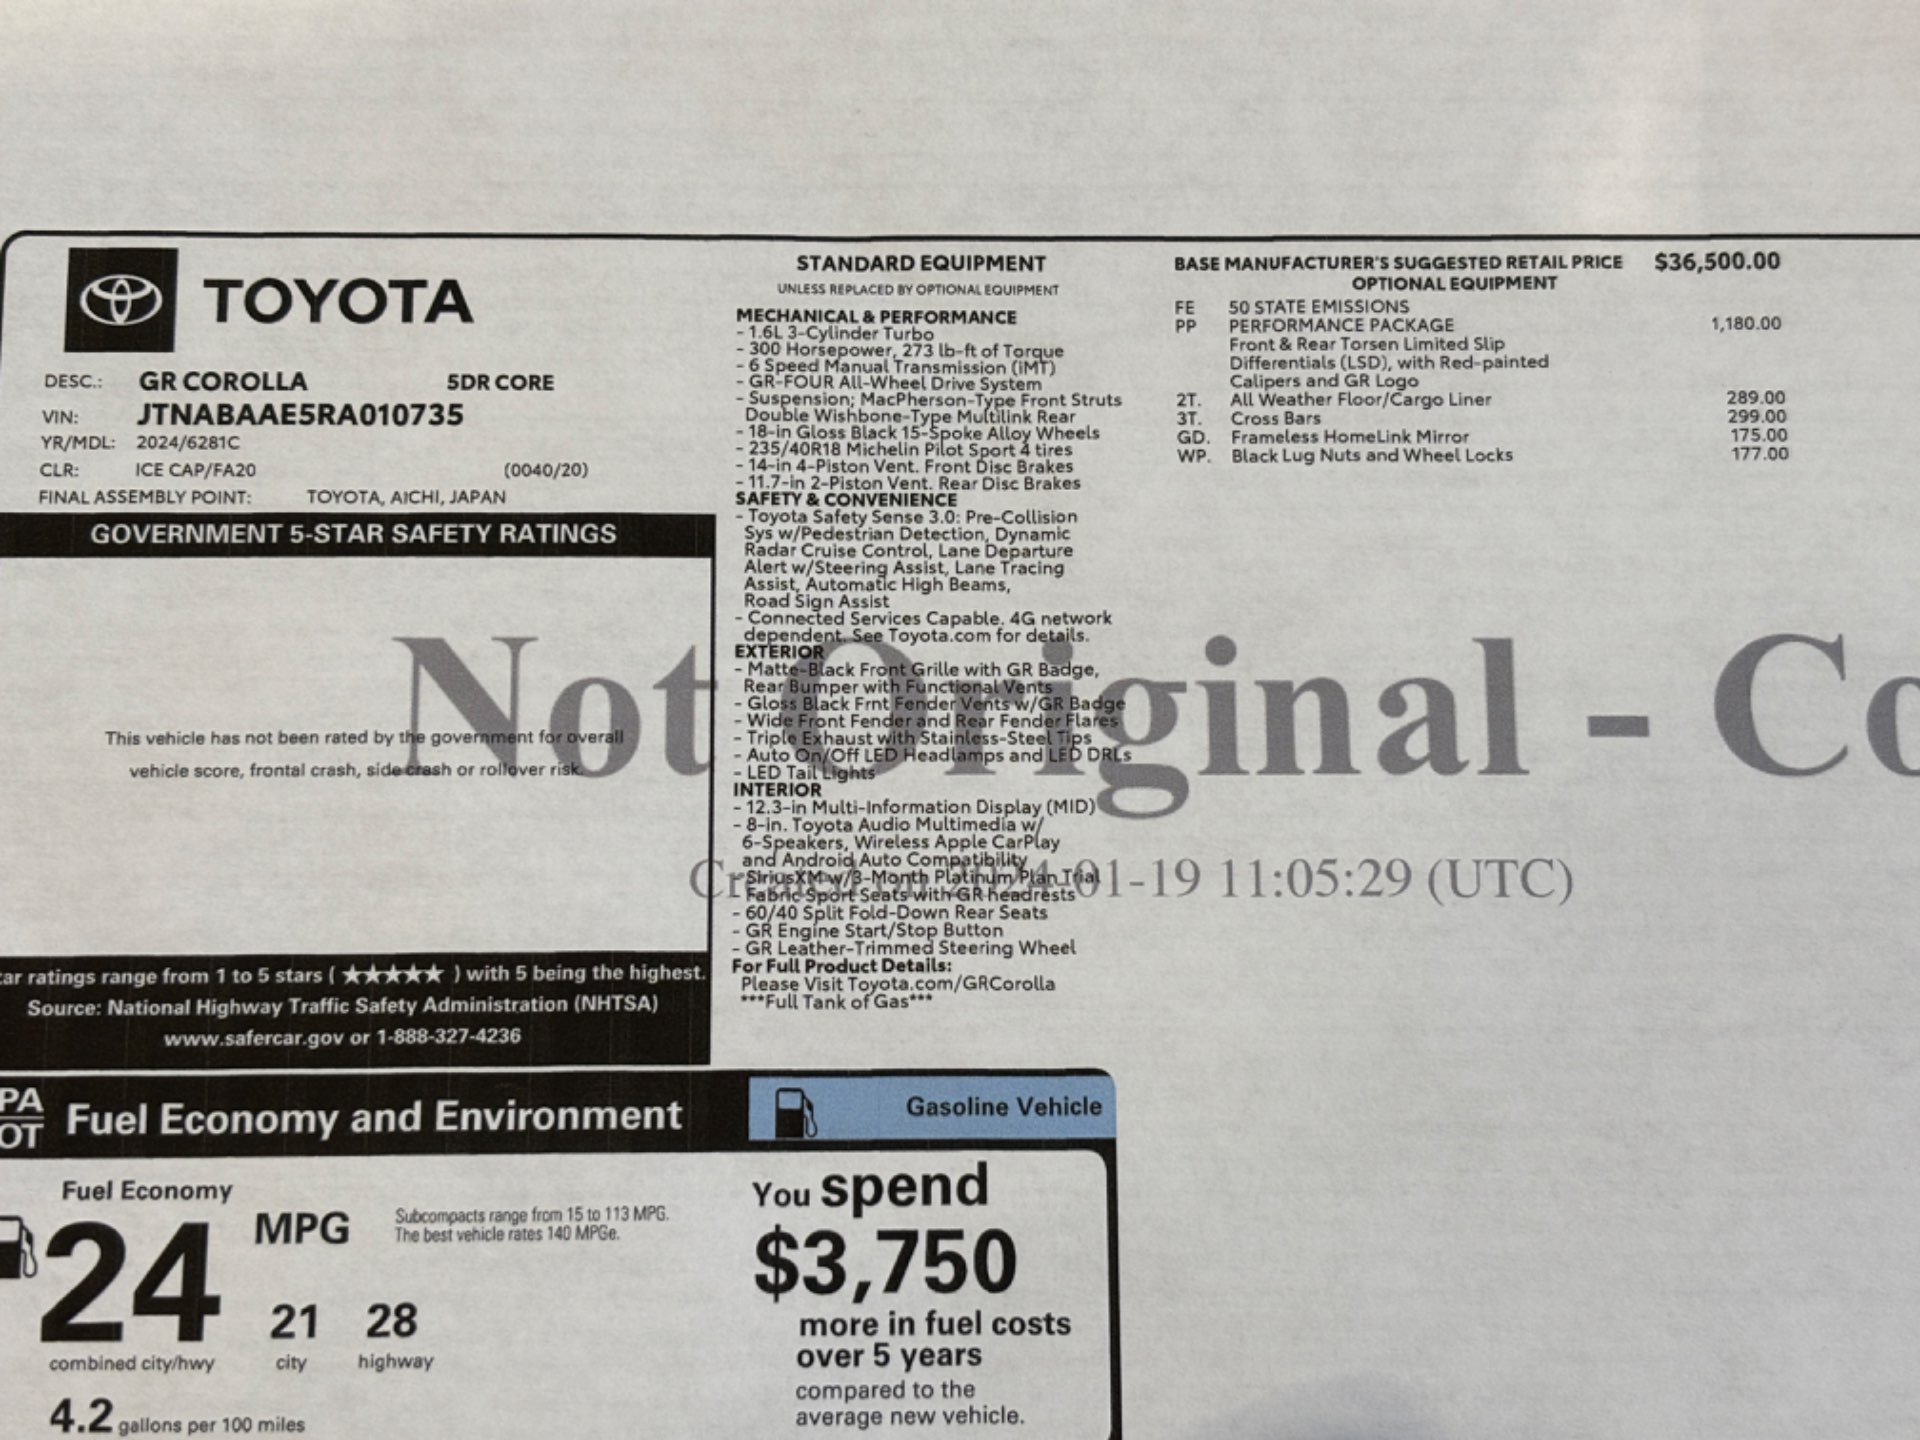 TOYOTA
DESC.: GR COROLLA 5DR CORE
VIN: JTNABAAE5RA010735
YR/MDL: 2024/6281C
CLR: ICE CAP/FA20 (0040/20)
FINAL ASSEMBLY POINT: TOYOTA, AICHI, JAPAN
GOVERNMENT 5-STAR SAFETY RATINGS
This vehicle has not been rated by the government for overall
vehicle score, frontal crash, side crash or rollover risk.
ratings range from 1 to 5 stars ( ★★★★★ ) with 5 being the highest.
Source: National Highway Traffic Safety Administration (NHTSA)
www.safercar.gov or 1-888-327-4236
STANDARD EQUIPMENT
UNLESS REPLACED BY OPTIONAL EQUIPMENT
MECHANICAL & PERFORMANCE
- 1.6L 3-Cylinder Turbo
- 300 Horsepower, 273 lb-ft of Torque
- 6 Speed Manual Transmission (iMT)
- GR-FOUR All-Wheel Drive System
- Suspension; MacPherson-Type Front Struts
Double Wishbone-Type Multilink Rear
- 18-in Gloss Black 15-Spoke Alloy Wheels
- 235/40R18 Michelin Pilot Sport 4 tires
- 14-in 4-Piston Vent. Front Disc Brakes
- 11.7-in 2-Piston Vent. Rear Disc Brakes
SAFETY & CONVENIENCE
- Toyota Safety Sense 3.0: Pre-Collision
Sys w/Pedestrian Detection, Dynamic
Radar Cruise Control, Lane Departure
Alert w/Steering Assist, Lane Tracing
Assist, Automatic High Beams,
Road Sign Assist
- Connected Services Capable. 4G network
dependent. See Toyota.com for details.
EXTERIOR
- Matte-Black Front Grille with GR Badge,
Rear Bumper with Functional Vents
- Gloss Black Frnt Fender Vents w/GR Badge
- Wide Front Fender and Rear Fender Flares
- Triple Exhaust with Stainless-Steel Tips
- Auto On/Off LED Headlamps and LED DRLs
- LED Tail Lights
INTERIOR
- 12.3-in Multi-Information Display (MID)
- 8-in. Toyota Audio Multimedia w/
6-Speakers, Wireless Apple CarPlay
and Android Auto Compatibility
- SiriusXM w/3-Month Platinum Plan Trial
- Fabric Sport Seats with GR headrests
- 60/40 Split Fold-Down Rear Seats
- GR Engine Start/Stop Button
- GR Leather-Trimmed Steering Wheel
For Full Product Details:
Please Visit Toyota.com/GRCorolla
***Full Tank of Gas***
BASE MANUFACTURER'S SUGGESTED RETAIL PRICE $36,500.00
OPTIONAL EQUIPMENT
FE 50 STATE EMISSIONS
PP PERFORMANCE PACKAGE 1,180.00
Front & Rear Torsen Limited Slip
Differentials (LSD), with Red-painted
Calipers and GR Logo
2T. All Weather Floor/Cargo Liner 289.00
3T. Cross Bars 299.00
GD. Frameless HomeLink Mirror 175.00
WP. Black Lug Nuts and Wheel Locks 177.00
Not Original - Co
Created on 2024-01-19 11:05:29 (UTC)
PA
OT
Fuel Economy and Environment
Gasoline Vehicle
Fuel Economy
24 MPG
Subcompacts range from 15 to 113 MPG.
The best vehicle rates 140 MPGe.
21 28
combined city/hwy city highway
4.2 gallons per 100 miles
You spend
$3,750
more in fuel costs
over 5 years
compared to the
average new vehicle.